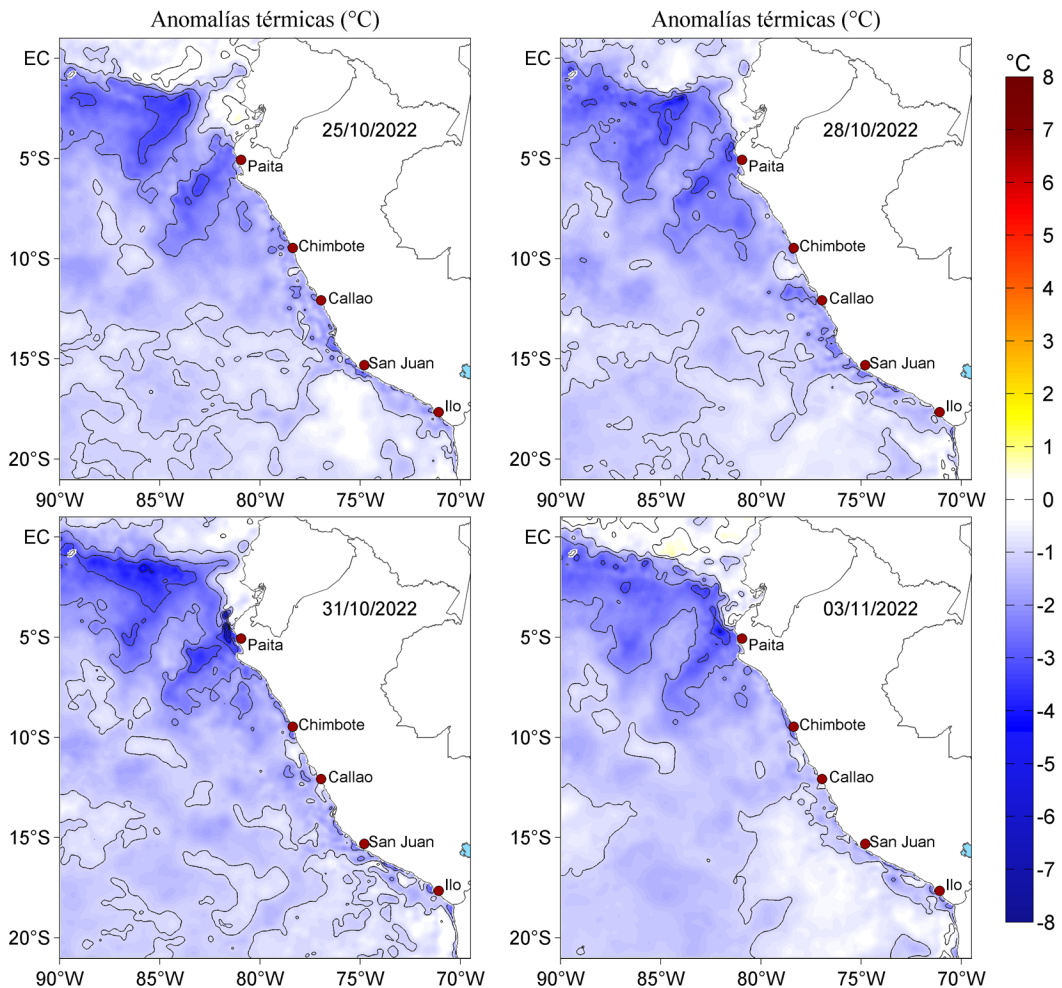 Anomalías térmicas (°C)
Anomalías térmicas (°C)
EC
5°S
10°S
15°S
20°S
25/10/2022
Paita
Chimbote
Callao
San Juan
Ilo
90°W
85°W
80°W
75°W
70°W
EC
5°S
10°S
15°S
20°S
28/10/2022
Paita
Chimbote
Callao
San Juan
Ilo
90°W
85°W
80°W
75°W
70°W
EC
5°S
10°S
15°S
20°S
31/10/2022
Paita
Chimbote
Callao
San Juan
Ilo
90°W
85°W
80°W
75°W
70°W
EC
5°S
10°S
15°S
20°S
03/11/2022
Paita
Chimbote
Callao
San Juan
Ilo
90°W
85°W
80°W
75°W
70°W
°C
8
7
6
5
4
3
2
1
0
-1
-2
-3
-4
-5
-6
-7
-8